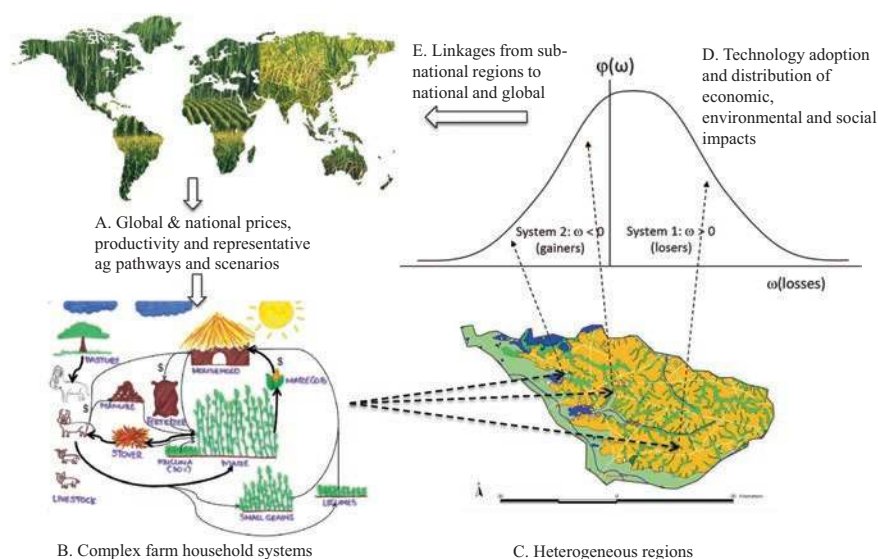 E. Linkages from sub-
national regions to
national and global
D. Technology adoption
and distribution of
economic,
environmental and social
impacts
φ(ω)
System 2: ω < 0
(gainers)
System 1: ω > 0
(losers)
ω(losses)
A. Global & national prices,
productivity and representative
ag pathways and scenarios
PASTURE
HOUSEHOLD
$
MAIZE COB
$
MANURE
FERTILIZER
$
STOVER
MAIZE
LIVESTOCK
SMALL GRAINS
LEGUMES
B. Complex farm household systems
C. Heterogeneous regions